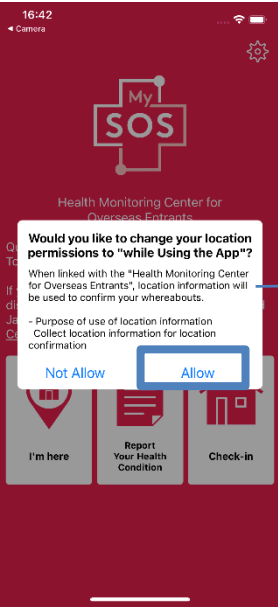 16:42
◀ Camera
My
SOS
Health Monitoring Center for
Overseas Entrants
Would you like to change your location
permissions to "while Using the App"?
When linked with the "Health Monitoring Center
for Overseas Entrants", location information will
be used to confirm your whereabouts.
- Purpose of use of location information
Collect location information for location
confirmation
Not Allow
Allow
I'm here
Report
Your Health
Condition
Check-in